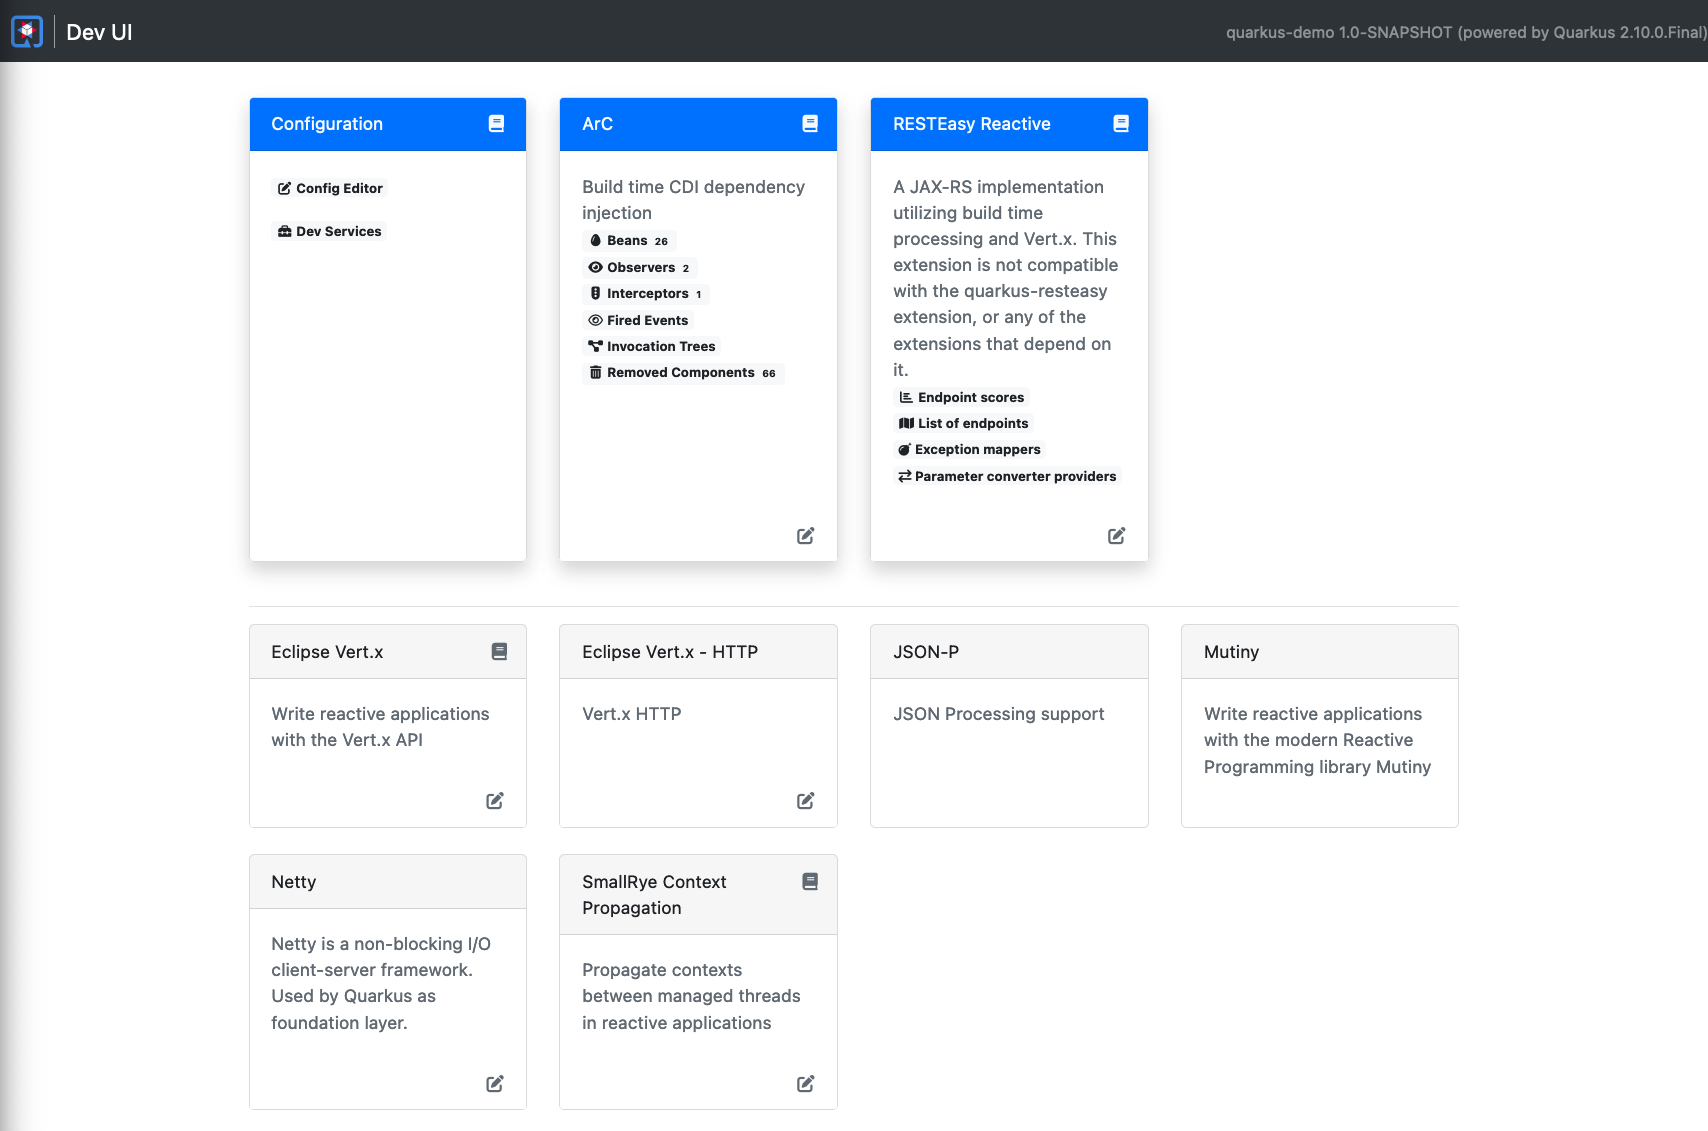 Dev UI
quarkus-demo 1.0-SNAPSHOT (powered by Quarkus 2.10.0.Final)
Configuration
Config Editor
Dev Services
ArC
Build time CDI dependency
injection
Beans 26
Observers 2
Interceptors 1
Fired Events
Invocation Trees
Removed Components 66
RESTEasy Reactive
A JAX-RS implementation
utilizing build time
processing and Vert.x. This
extension is not compatible
with the quarkus-resteasy
extension, or any of the
extensions that depend on
it.
Endpoint scores
List of endpoints
Exception mappers
Parameter converter providers
Eclipse Vert.x
Write reactive applications
with the Vert.x API
Eclipse Vert.x - HTTP
Vert.x HTTP
JSON-P
JSON Processing support
Mutiny
Write reactive applications
with the modern Reactive
Programming library Mutiny
Netty
Netty is a non-blocking I/O
client-server framework.
Used by Quarkus as
foundation layer.
SmallRye Context
Propagation
Propagate contexts
between managed threads
in reactive applications